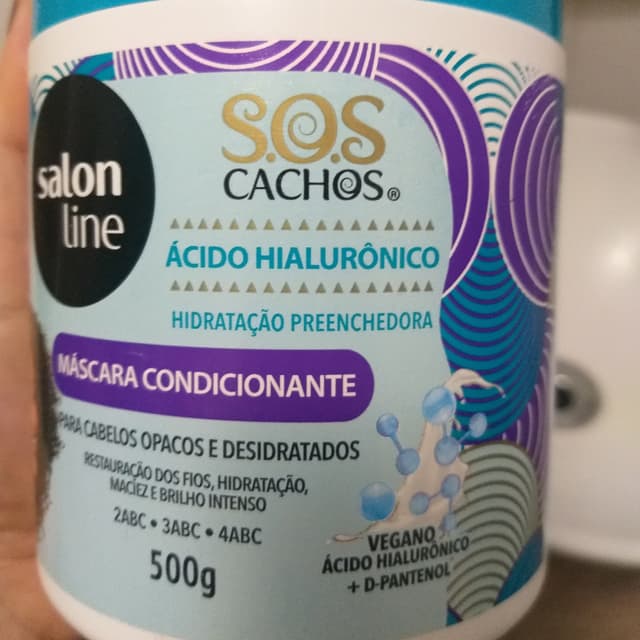 salon
line
S.O.S
CACHOS®
ÁCIDO HIALURÔNICO
HIDRATAÇÃO PREENCHEDORA
MÁSCARA CONDICIONANTE
PARA CABELOS OPACOS E DESIDRATADOS
RESTAURAÇÃO DOS FIOS, HIDRATAÇÃO,
MACIEZ E BRILHO INTENSO
2ABC • 3ABC • 4ABC
500g
VEGANO
ÁCIDO HIALURÔNICO
+ D-PANTENOL